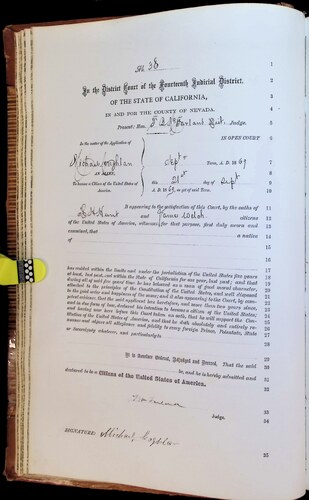 No. 38
In the District Court of the Fourteenth Judicial District.
OF THE STATE OF CALIFORNIA,
IN AND FOR THE COUNTY OF NEVADA.
PRESENT: Hon. Judge.
In the matter of the Application of
IN OPEN COURT
Michael Coghlan
AN ALIEN,
Sept Term, A. D. 1869
To become a Citizen of the United States of America.
this 21st day of Sept
A. D. 1869 as yet of said Term.
It appearing to the satisfaction of this Court, by the oaths of
and James Welch, citizens
of the United States of America, witnesses for that purpose, first duly sworn and
examined, that a native
of
has resided within the limits and under the jurisdiction of the United States five years
at least, last past, and within the State of California for one year, last past; and that
during all of said five years' time he has behaved as a man of good moral character,
attached to the principles of the Constitution of the United States, and well disposed
to the good order and happiness of the same; and it also appearing to the Court, by com-
petent evidence, that the said applicant has heretofore, and more than two years since,
and in due form of law, declared his intention to become a citizen of the United States;
and having now here before this Court taken an oath, that he will support the Con-
stitution of the United States of America, and that he doth absolutely and entirely re-
nounce and abjure all allegiance and fidelity to every foreign Prince, Potentate, State
or Sovereignty whatever, and particularly to
It is therefore Ordered, Adjudged and Decreed, That the said
be, and he is hereby admitted and
declared to be a Citizen of the United States of America.
Judge.
SIGNATURE: Michael Coghlan
1
2
3
4
5
6
7
8
9
10
11
12
13
14
15
16
17
18
19
20
21
22
23
24
25
26
27
28
29
30
31
32
33
34
35